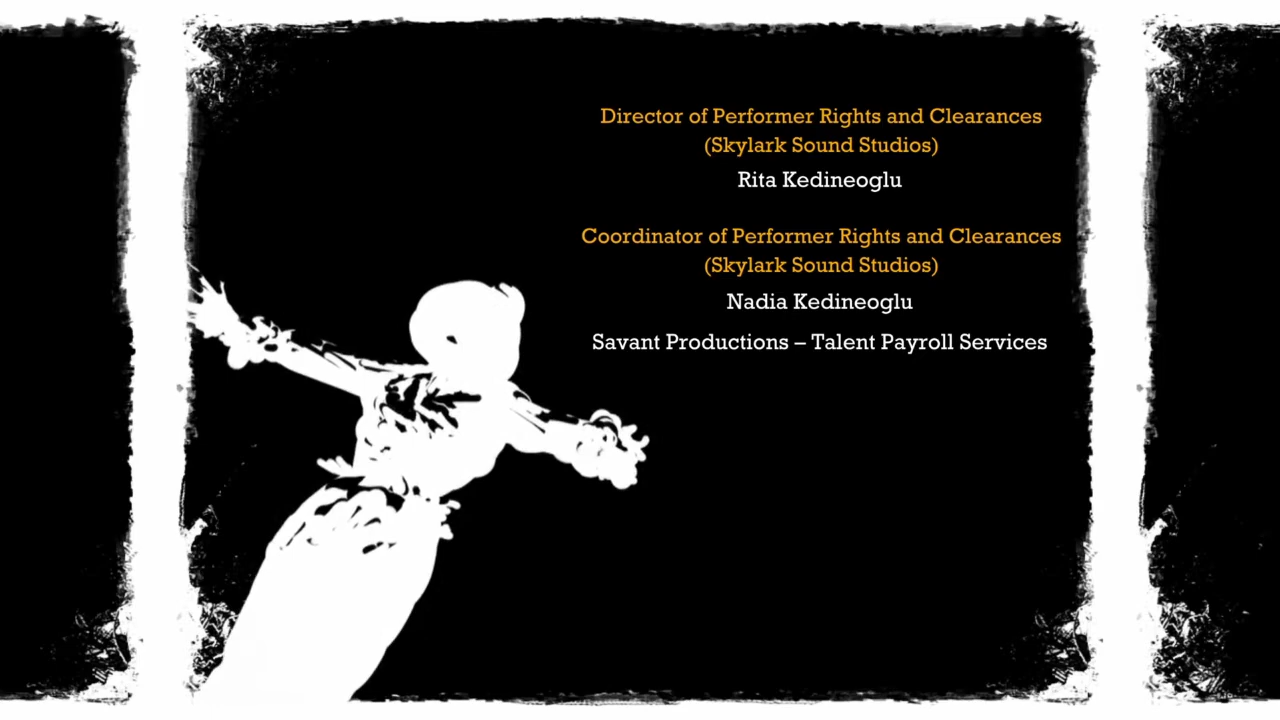 Director of Performer Rights and Clearances
(Skylark Sound Studios)
Rita Kedineoglu
Coordinator of Performer Rights and Clearances
(Skylark Sound Studios)
Nadia Kedineoglu
Savant Productions – Talent Payroll Services